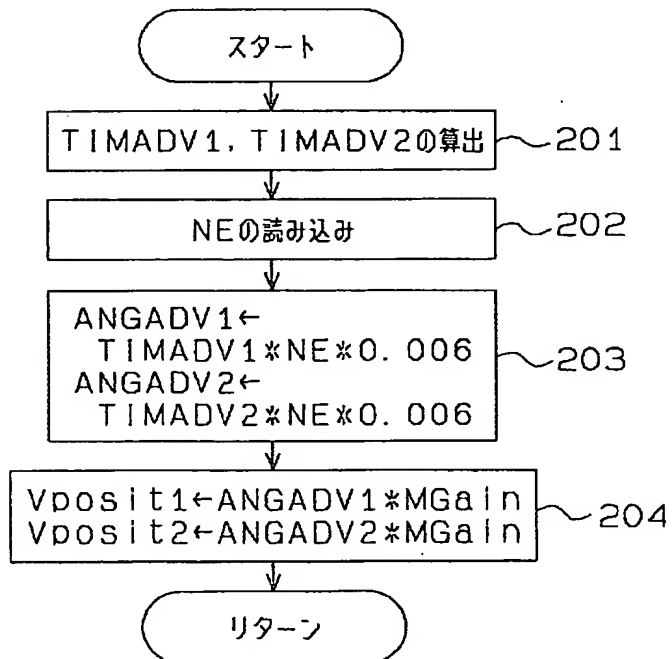 スタート
TIMADV1, TIMADV2の算出
201
NEの読み込み
202
ANGADV1←
TIMADV1*NE*0.006
ANGADV2←
TIMADV2*NE*0.006
203
Vposit1←ANGADV1*MGain
Vposit2←ANGADV2*MGain
204
リターン